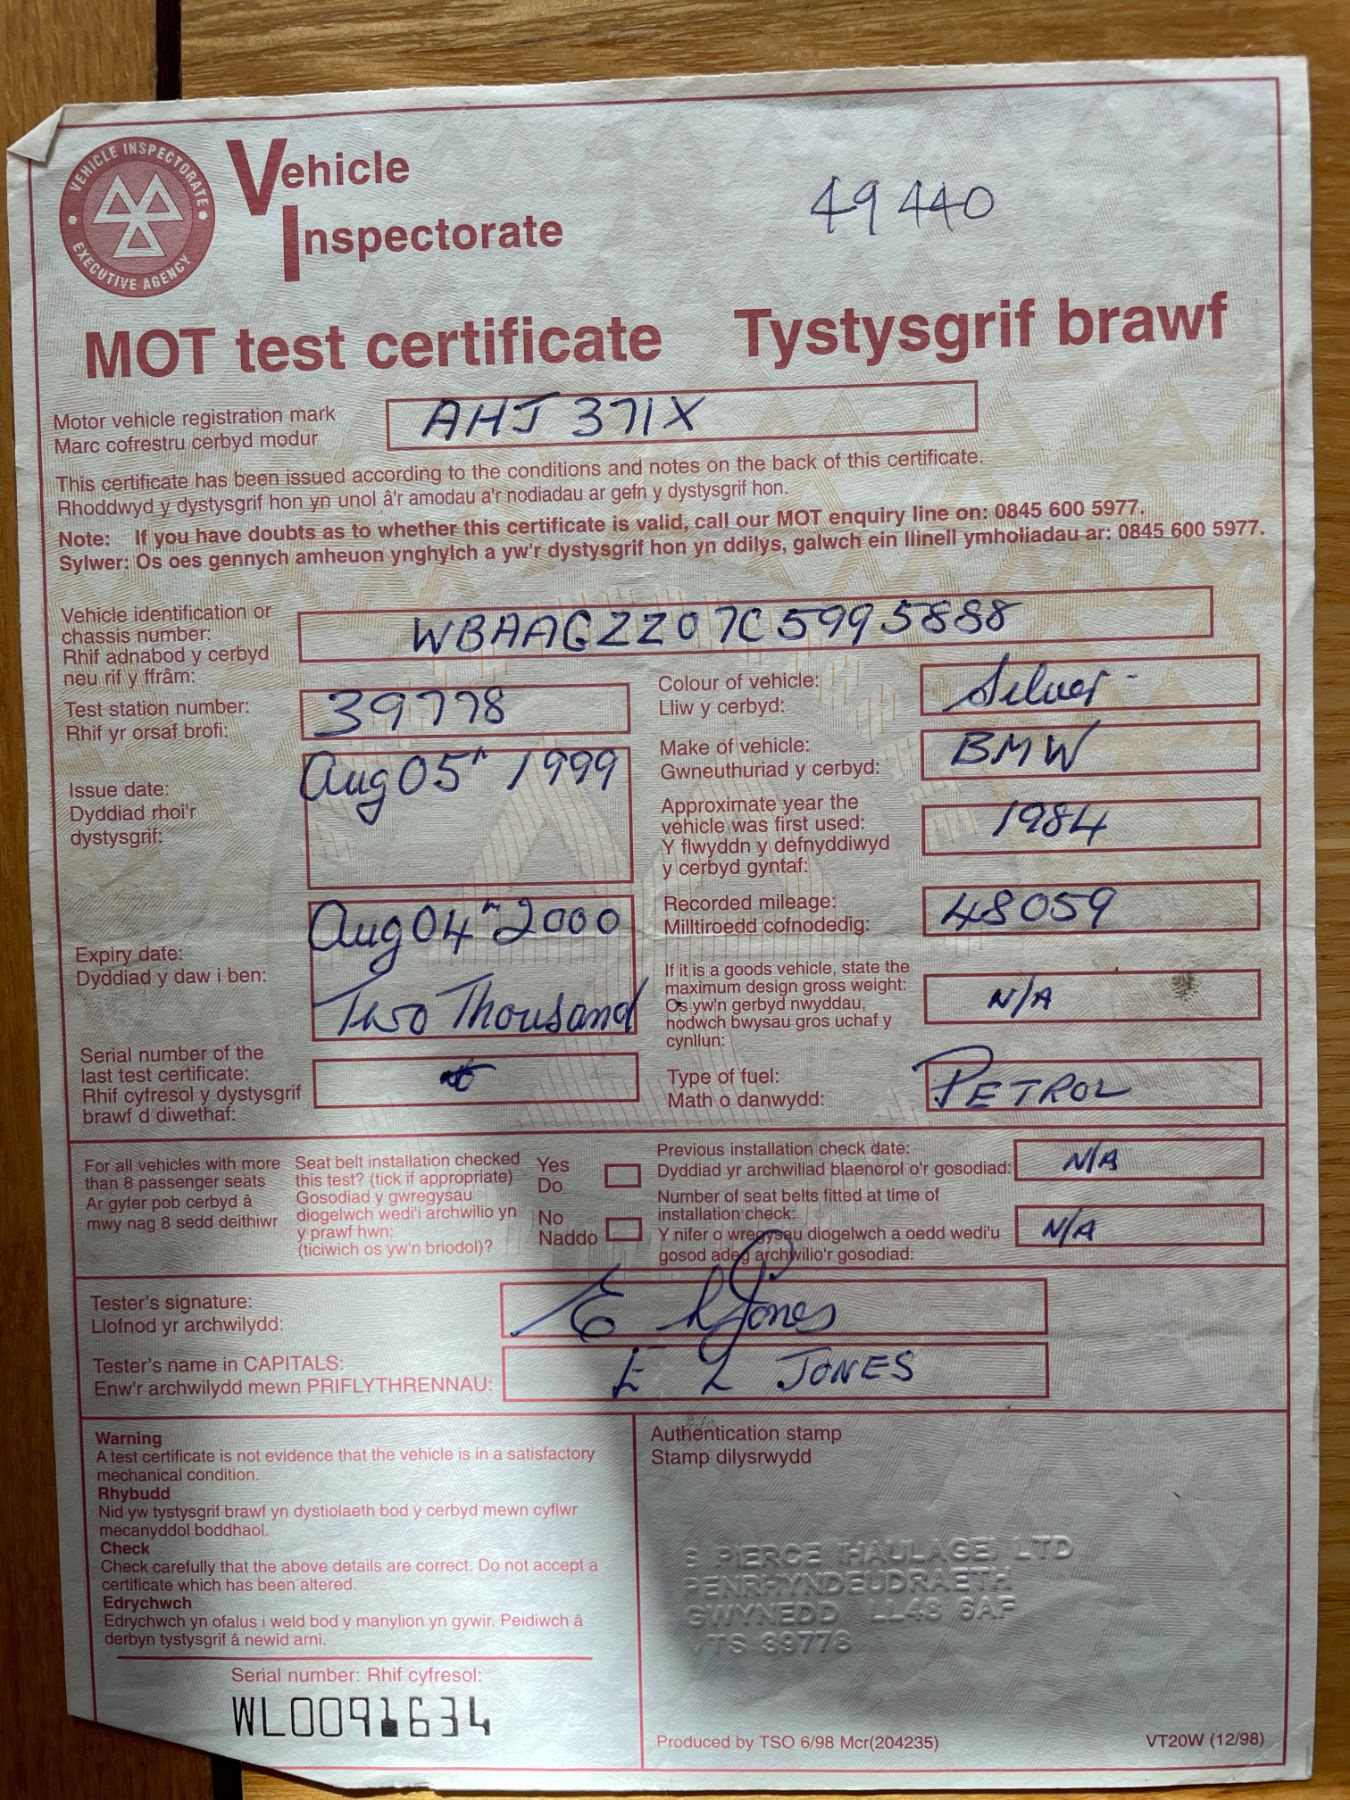 VEHICLE INSPECTORATE
EXECUTIVE AGENCY
Vehicle
Inspectorate
49 440
MOT test certificate Tystysgrif brawf
Motor vehicle registration mark
Marc cofrestru cerbyd modur
AHJ 371X
This certificate has been issued according to the conditions and notes on the back of this certificate.
Rhoddwyd y dystysgrif hon yn unol â'r amodau a'r nodiadau ar gefn y dystysgrif hon.
Note: If you have doubts as to whether this certificate is valid, call our MOT enquiry line on: 0845 600 5977.
Sylwer: Os oes gennych amheuon ynghylch a yw'r dystysgrif hon yn ddilys, galwch ein llinell ymholiadau ar: 0845 600 5977.
Vehicle identification or
chassis number:
Rhif adnabod y cerbyd
neu rif y ffrâm:
WBAAGZZ07C5995888
Test station number:
Rhif yr orsaf brofi:
39778
Issue date:
Dyddiad rhoi'r
dystysgrif:
Aug 05th 1999
Expiry date:
Dyddiad y daw i ben:
Aug 04th 2000
Two Thousand
Serial number of the
last test certificate:
Rhif cyfresol y dystysgrif
brawf d diwethaf:
Colour of vehicle:
Lliw y cerbyd:
Silver
Make of vehicle:
Gwneuthuriad y cerbyd:
BMW
Approximate year the
vehicle was first used:
Y flwyddn y defnyddiwyd
y cerbyd gyntaf:
1984
Recorded mileage:
Milltiroedd cofnodedig:
48059
If it is a goods vehicle, state the
maximum design gross weight:
Os yw'n gerbyd nwyddau,
nodwch bwysau gros uchaf y
cynllun:
N/A
Type of fuel:
Math o danwydd:
PETROL
For all vehicles with more
than 8 passenger seats
Ar gyfer pob cerbyd â
mwy nag 8 sedd deithiwr
Seat belt installation checked
this test? (tick if appropriate)
Gosodiad y gwregysau
diogelwch wedi'i archwilio yn
y prawf hwn:
(ticiwich os yw'n briodol)?
Yes
Do
No
Naddo
Previous installation check date:
Dyddiad yr archwiliad blaenorol o'r gosodiad:
N/A
Number of seat belts fitted at time of
installation check:
Y nifer o wregysau diogelwch a oedd wedi'u
gosod adeg archwilio'r gosodiad:
N/A
Tester's signature:
Llofnod yr archwilydd:
E L Jones
Tester's name in CAPITALS:
Enw'r archwilydd mewn PRIFLYTHRENNAU:
E L JONES
Warning
A test certificate is not evidence that the vehicle is in a satisfactory
mechanical condition.
Rhybudd
Nid yw tystysgrif brawf yn dystiolaeth bod y cerbyd mewn cyflwr
mecanyddol boddhaol.
Check
Check carefully that the above details are correct. Do not accept a
certificate which has been altered.
Edrychwch
Edrychwch yn ofalus i weld bod y manylion yn gywir. Peidiwch â
derbyn tystysgrif â newid arni.
Serial number: Rhif cyfresol:
WL0091634
Authentication stamp
Stamp dilysrwydd
PIERCE HAULAGE LTD
PENRHYNDEUDRAETH
GWYNEDD LL48 6AF
VTS 39778
Produced by TSO 6/98 Mcr(204235)
VT20W (12/98)